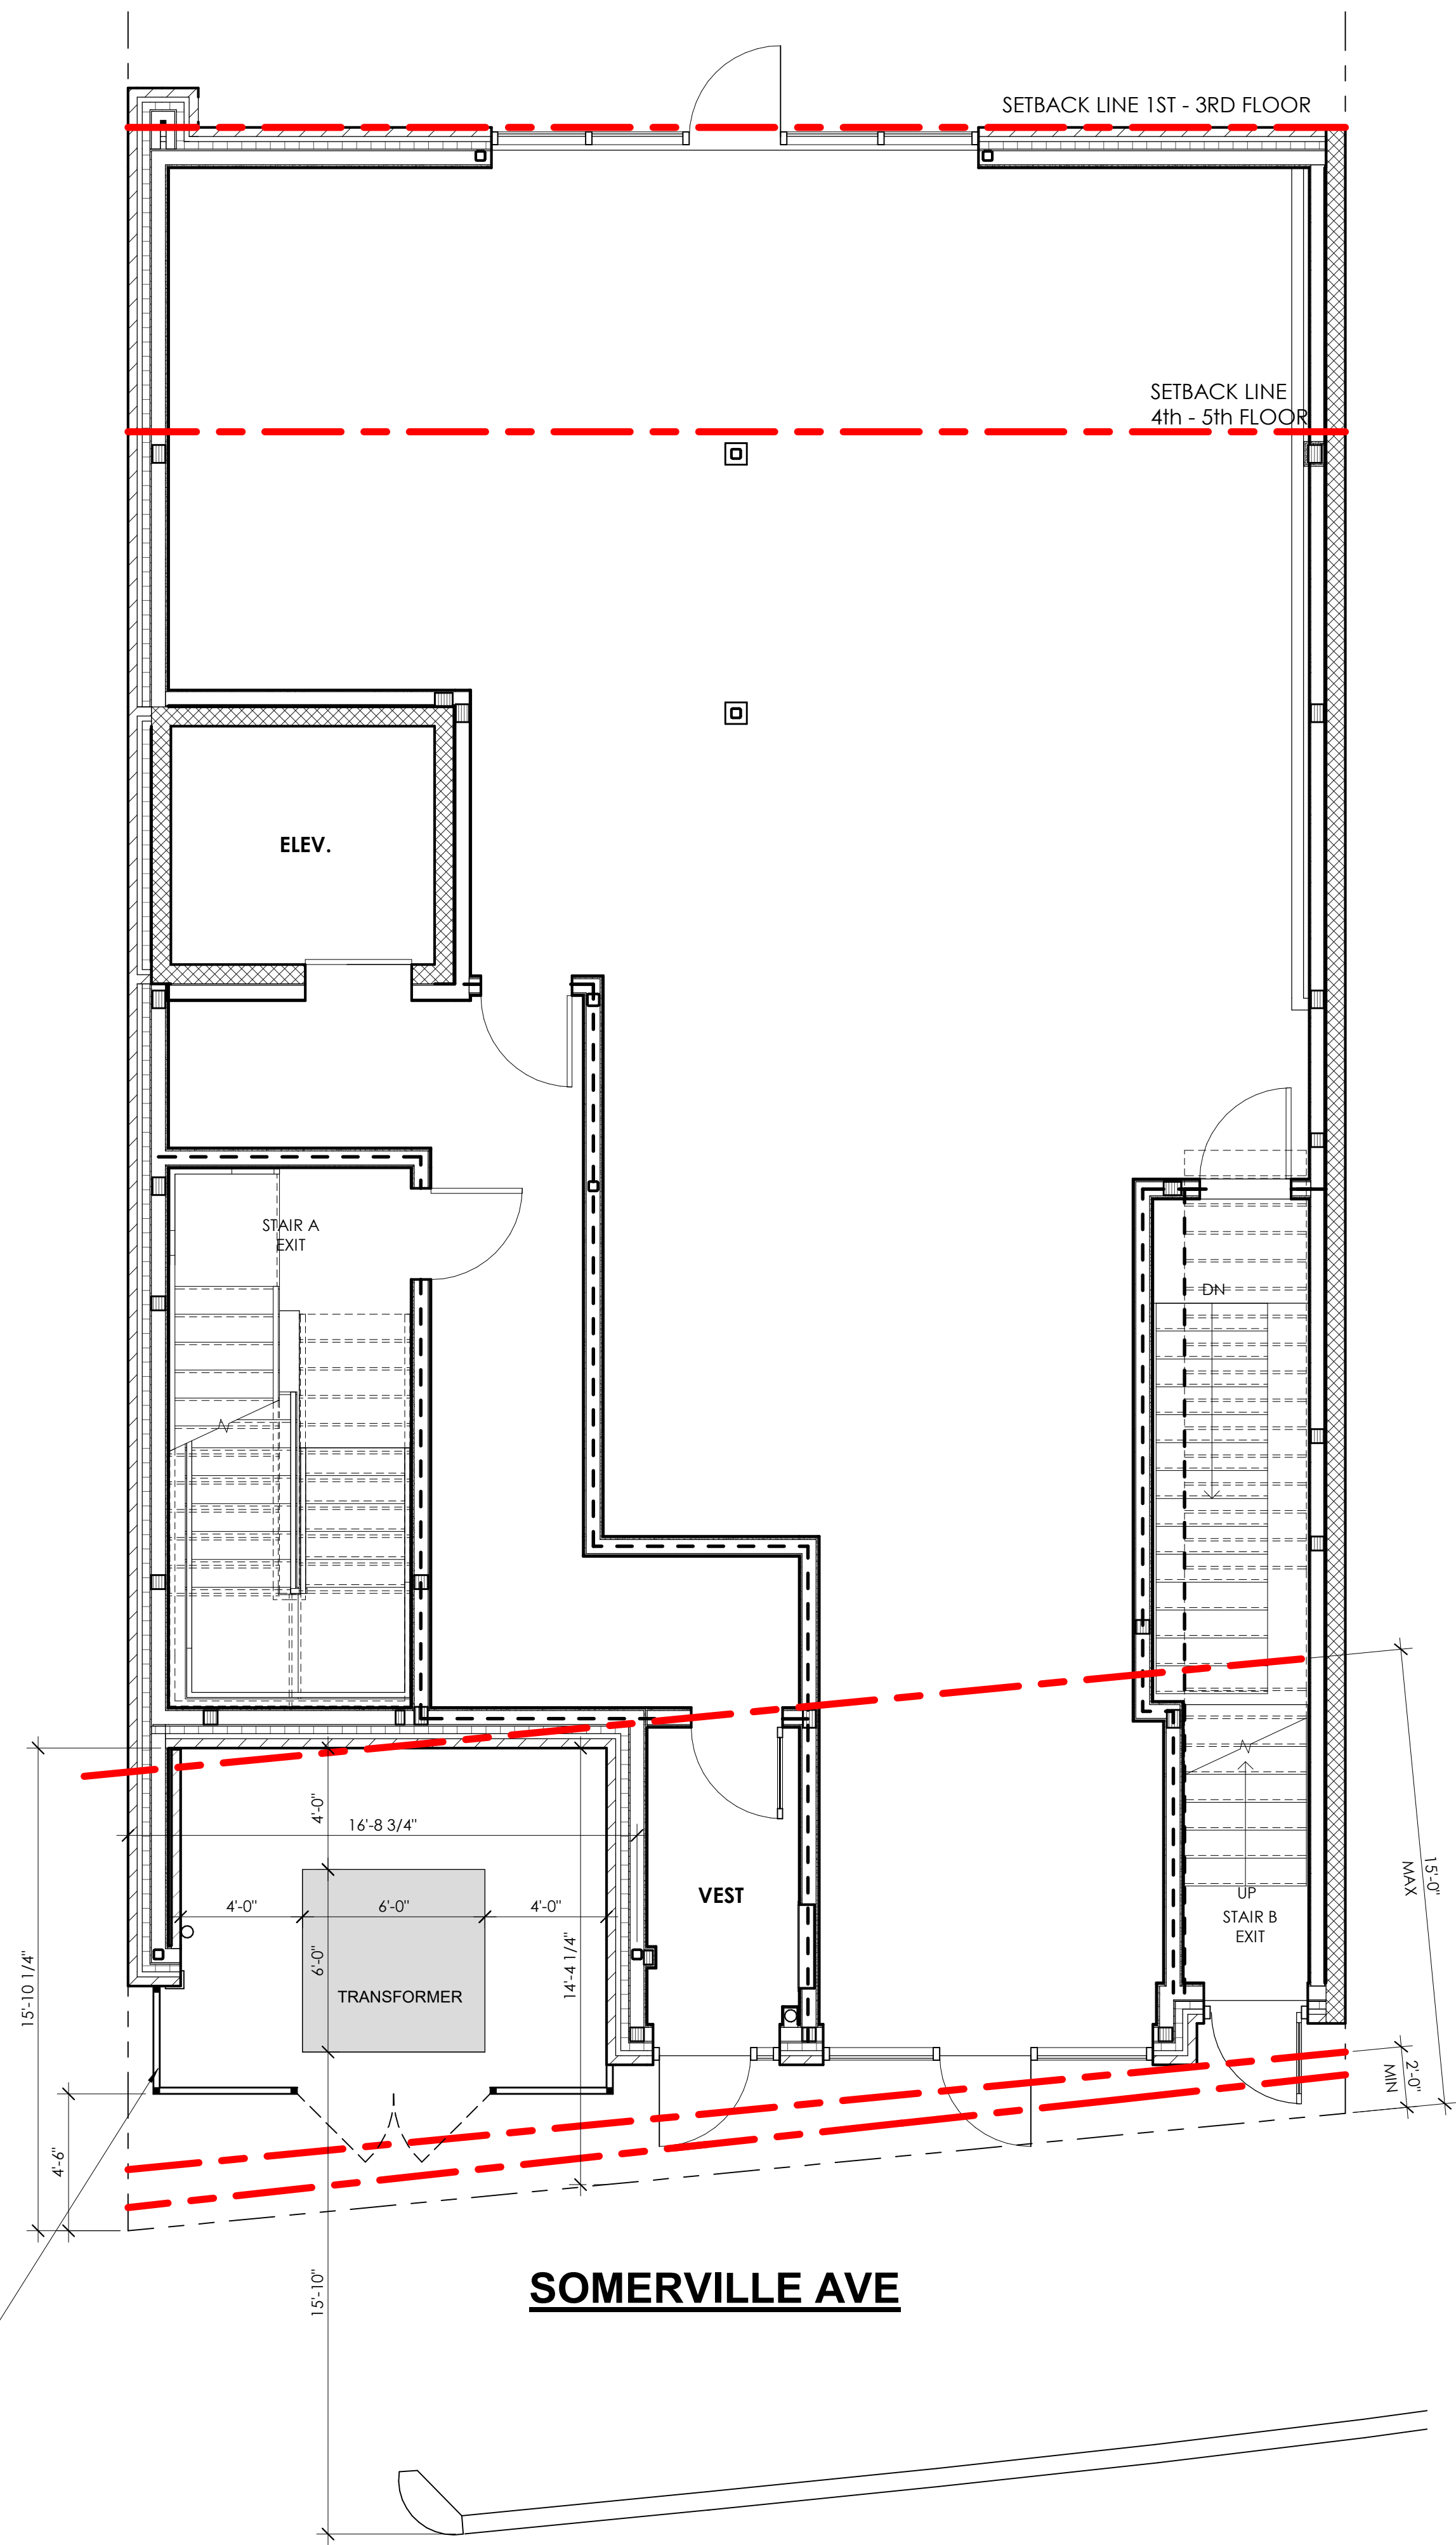 SETBACK LINE 1ST - 3RD FLOOR
SETBACK LINE
4th - 5th FLOOR
ELEV.
STAIR A
EXIT
DN
4'-0"
16'-8 3/4"
4'-0"
6'-0"
4'-0"
6'-0"
TRANSFORMER
14'-4 1/4"
15'-10 1/4"
4'-6"
VEST
UP
STAIR B
EXIT
15'-0"
MAX
2'-0"
MIN
15'-10"
SOMERVILLE AVE